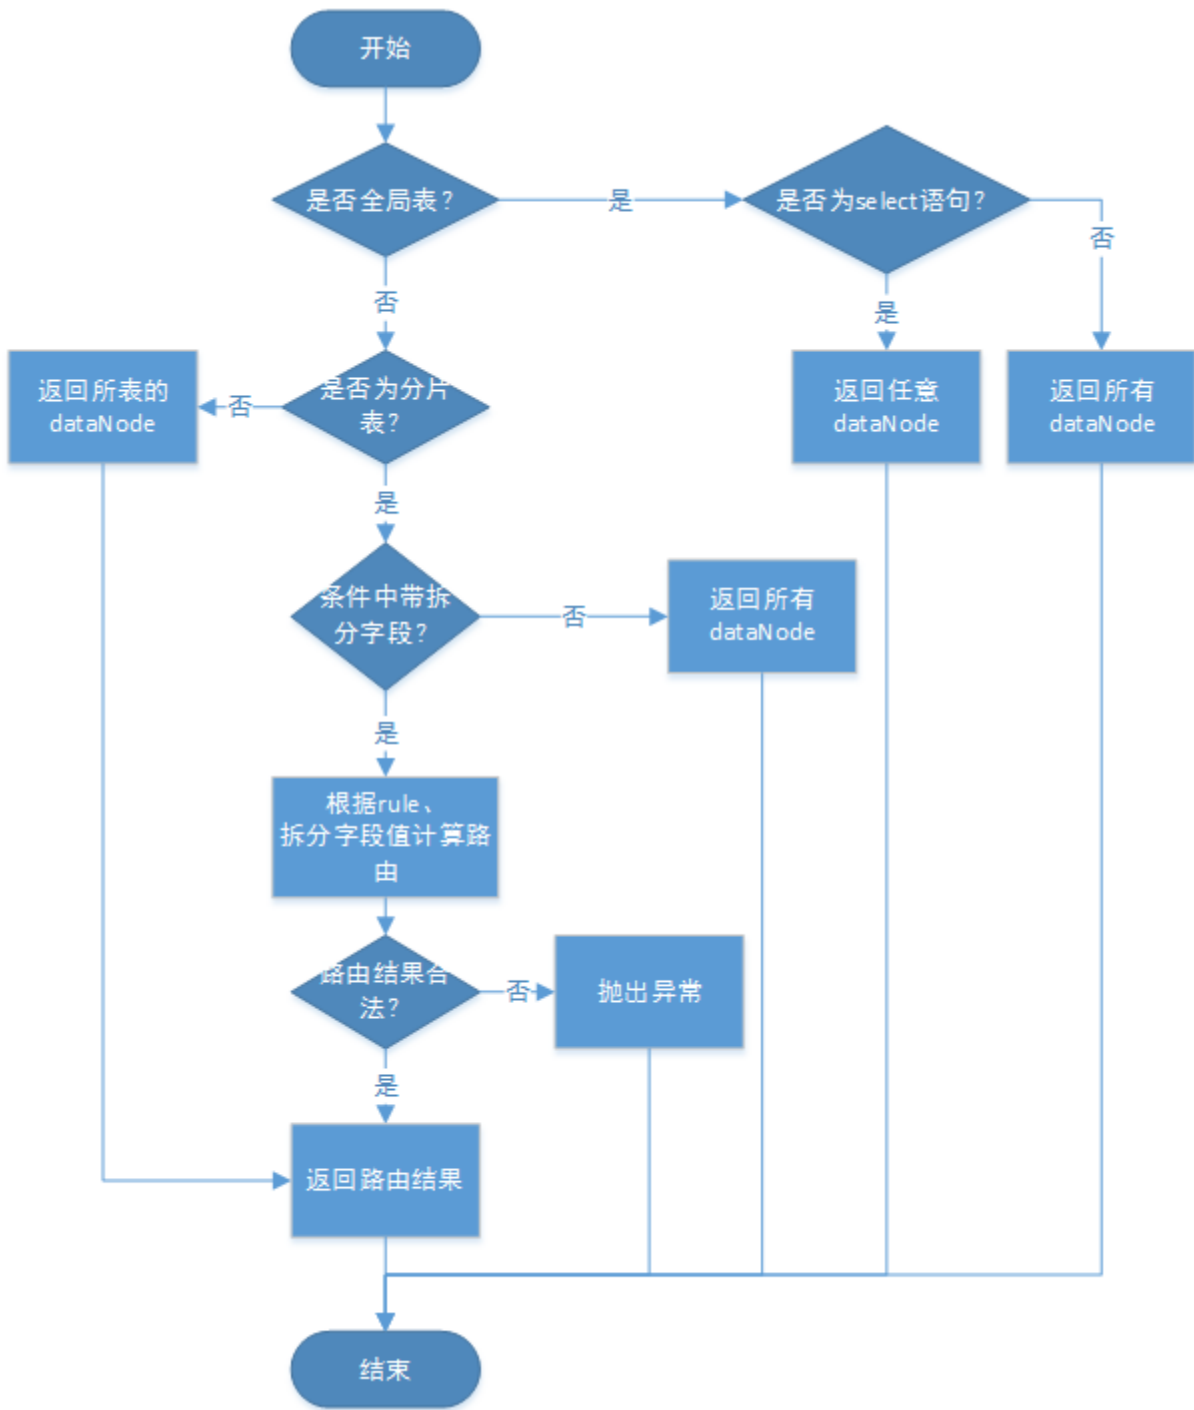 开始
是否全局表？
是
是否为select语句？
否
否
是
返回所表的
dataNode
否
是否为分片
表？
返回任意
dataNode
返回所有
dataNode
是
条件中带拆
分字段？
否
返回所有
dataNode
是
根据rule、
拆分字段值计算路
由
路由结果合
法？
否
抛出异常
是
返回路由结果
结束